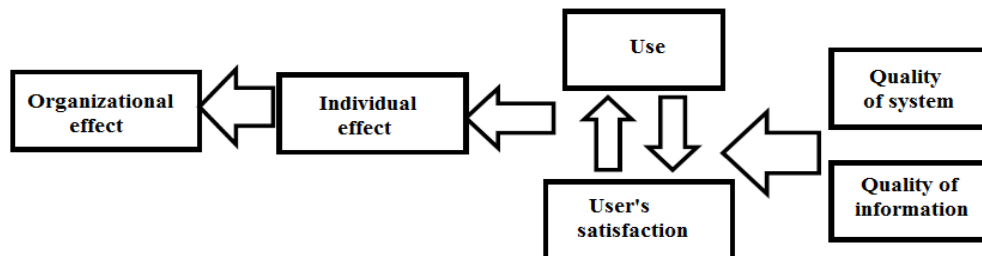 Organizational
effect
Individual
effect
Use
User's
satisfaction
Quality
of system
Quality of
information